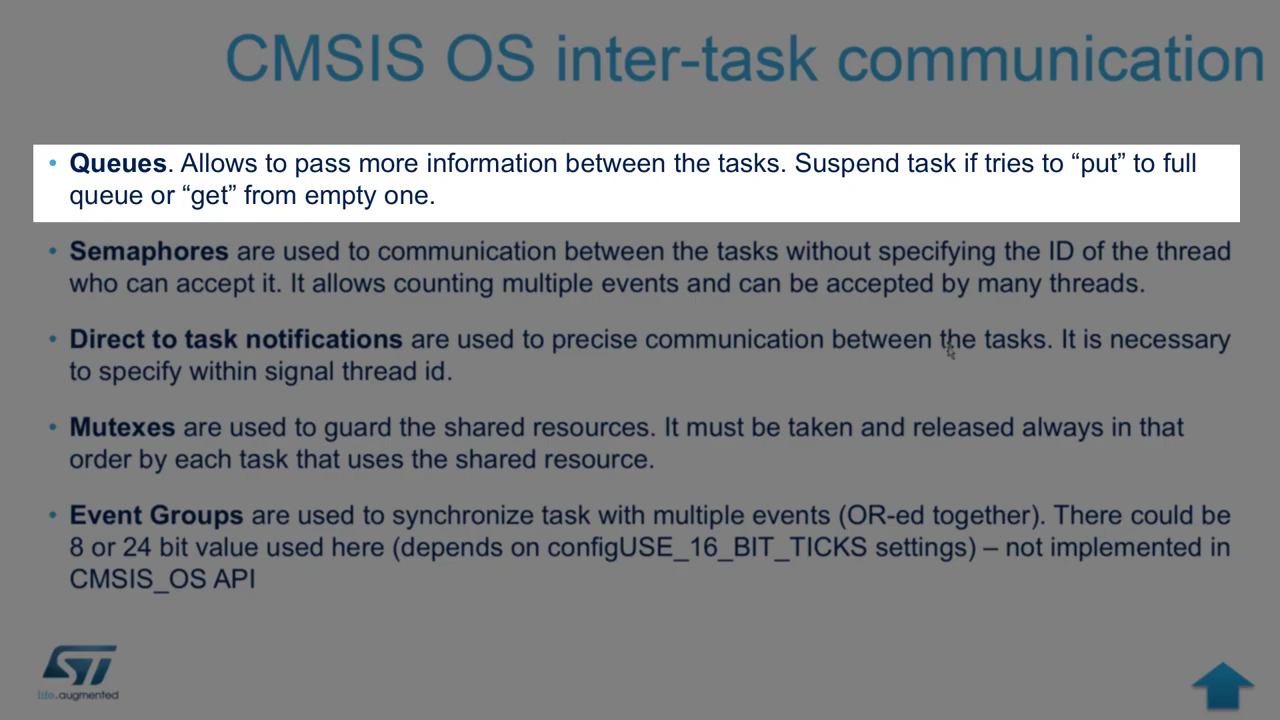 CMSIS OS inter-task communication
• Queues. Allows to pass more information between the tasks. Suspend task if tries to “put” to full
queue or “get” from empty one.
• Semaphores are used to communication between the tasks without specifying the ID of the thread
who can accept it. It allows counting multiple events and can be accepted by many threads.
• Direct to task notifications are used to precise communication between the tasks. It is necessary
to specify within signal thread id.
• Mutexes are used to guard the shared resources. It must be taken and released always in that
order by each task that uses the shared resource.
• Event Groups are used to synchronize task with multiple events (OR-ed together). There could be
8 or 24 bit value used here (depends on configUSE_16_BIT_TICKS settings) – not implemented in
CMSIS_OS API
ST
life.augmented